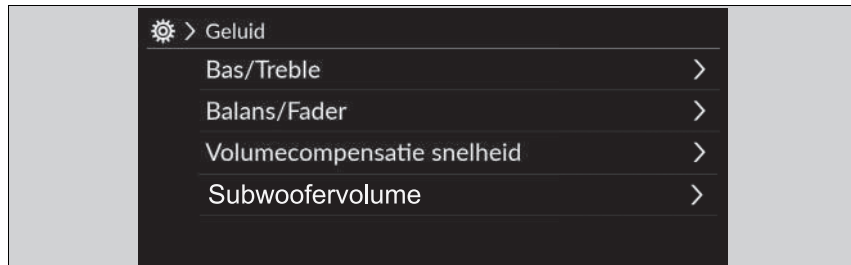 Geluid
Bas/Treble
Balans/Fader
Volumecompensatie snelheid
Subwoofervolume